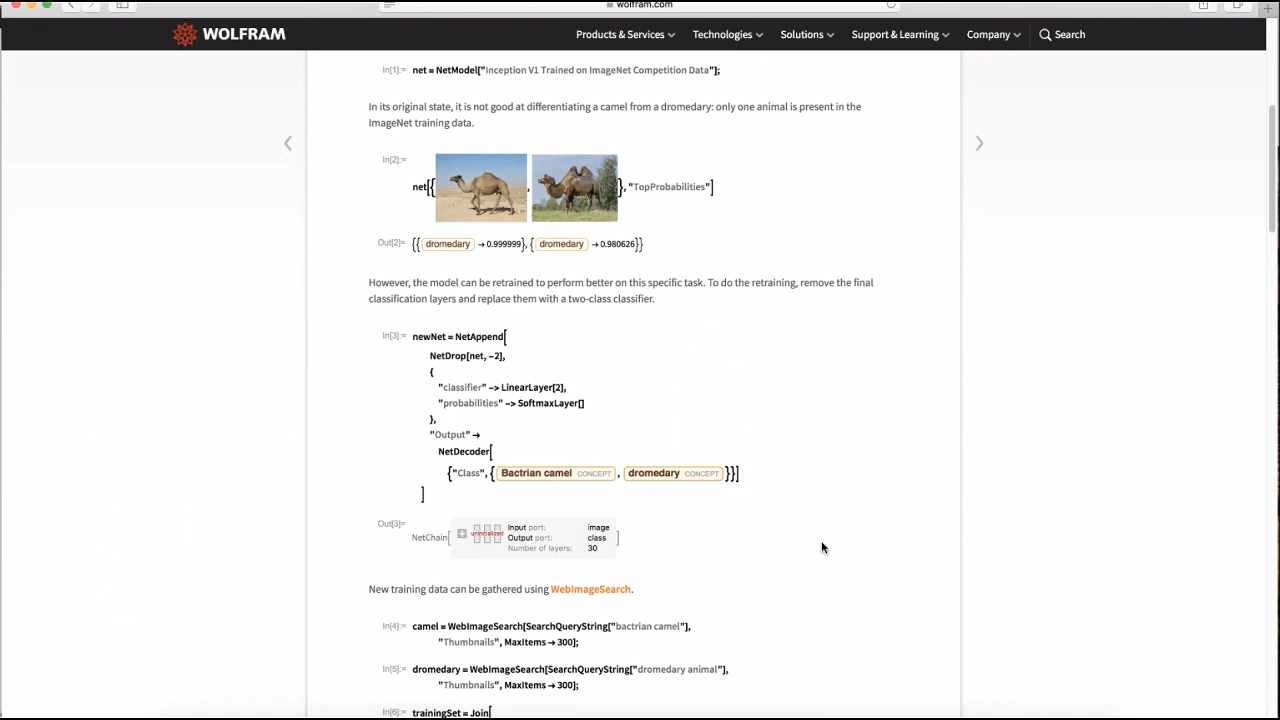 wolfram.com
WOLFRAM
Products & Services
Technologies
Solutions
Support & Learning
Company
Search
In[1]:= net = NetModel["Inception V1 Trained on ImageNet Competition Data"];
In its original state, it is not good at differentiating a camel from a dromedary: only one animal is present in the
ImageNet training data.
In[2]:=
net[{ , }, "TopProbabilities"]
Out[2]= {{ dromedary → 0.999999}, { dromedary → 0.980626}}
However, the model can be retrained to perform better on this specific task. To do the retraining, remove the final
classification layers and replace them with a two-class classifier.
In[3]:= newNet = NetAppend[
NetDrop[net, –2],
{
"classifier" –> LinearLayer[2],
"probabilities" –> SoftmaxLayer[]
},
"Output" →
NetDecoder[
{"Class", { Bactrian camel CONCEPT , dromedary CONCEPT }}]
]
Out[3]=
NetChain[ uninitialized Input port: image
Output port: class
Number of layers: 30 ]
New training data can be gathered using WebImageSearch.
In[4]:= camel = WebImageSearch[SearchQueryString["bactrian camel"],
"Thumbnails", MaxItems → 300];
In[5]:= dromedary = WebImageSearch[SearchQueryString["dromedary animal"],
"Thumbnails", MaxItems → 300];
In[6]:= trainingSet = Join[